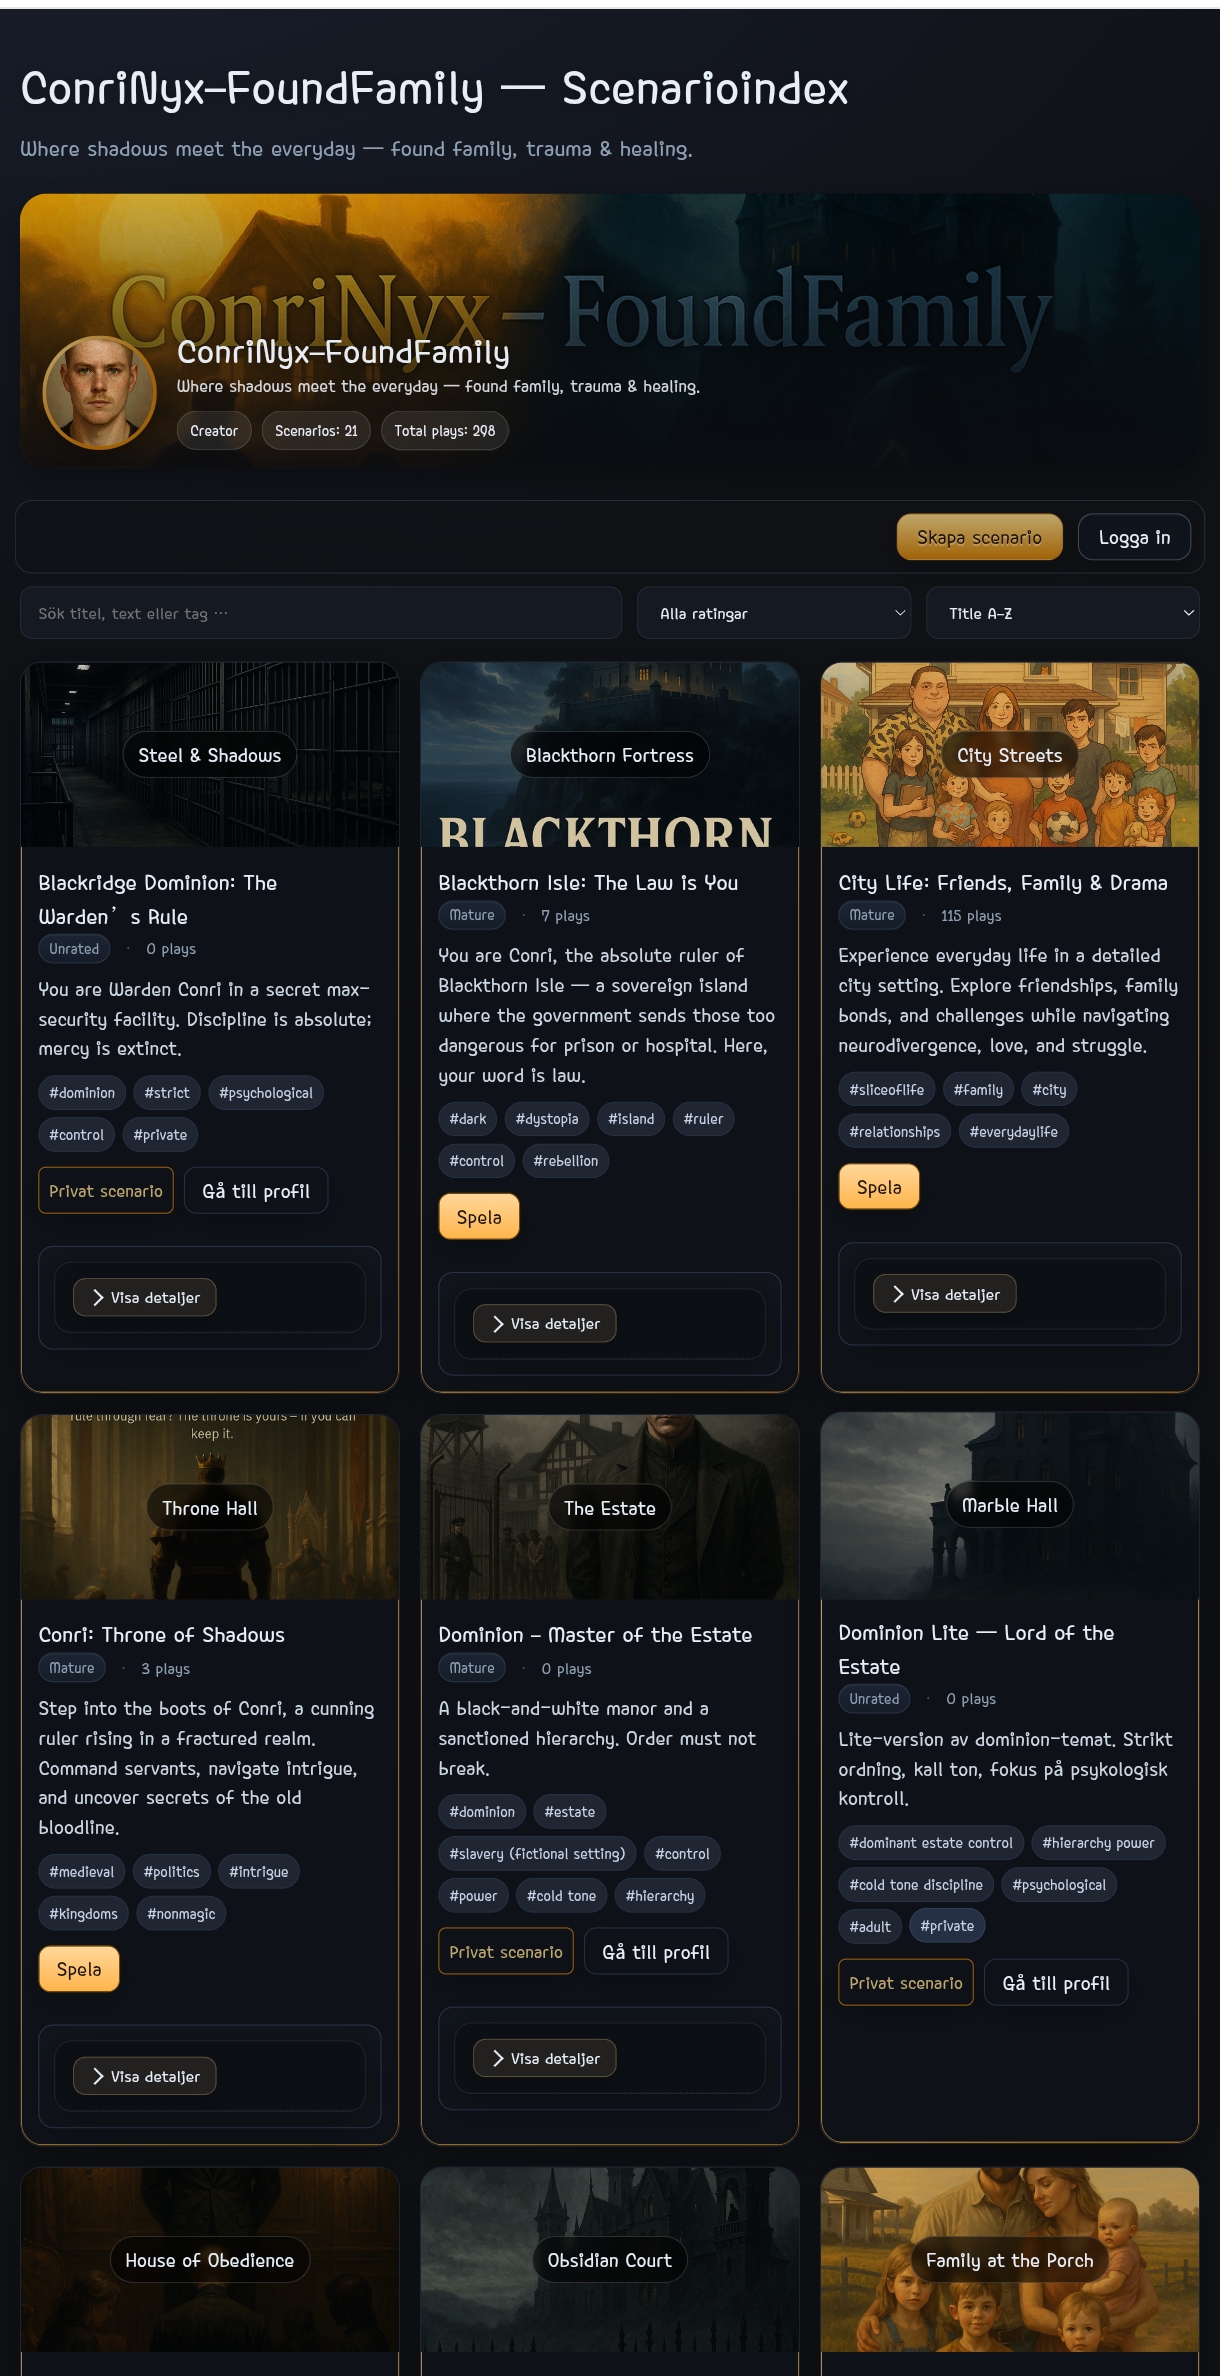 ConriNyx–FoundFamily — Scenarioindex
Where shadows meet the everyday — found family, trauma & healing.
ConriNyx – FoundFamily
ConriNyx–FoundFamily
Where shadows meet the everyday — found family, trauma & healing.
Creator
Scenarios: 21
Total plays: 298
Skapa scenario
Logga in
Sök titel, text eller tag …
Alla ratingar
Title A–Z
Steel & Shadows
Blackridge Dominion: The
Warden’s Rule
Unrated · 0 plays
You are Warden Conri in a secret max-
security facility. Discipline is absolute;
mercy is extinct.
#dominion #strict #psychological
#control #private
Privat scenario
Gå till profil
Visa detaljer
Blackthorn Fortress
BLACKTHORN
Blackthorn Isle: The Law is You
Mature · 7 plays
You are Conri, the absolute ruler of
Blackthorn Isle — a sovereign island
where the government sends those too
dangerous for prison or hospital. Here,
your word is law.
#dark #dystopia #island #ruler
#control #rebellion
Spela
Visa detaljer
City Streets
City Life: Friends, Family & Drama
Mature · 115 plays
Experience everyday life in a detailed
city setting. Explore friendships, family
bonds, and challenges while navigating
neurodivergence, love, and struggle.
#sliceoflife #family #city
#relationships #everydaylife
Spela
Visa detaljer
rule through fear? The throne is yours – if you can
keep it.
Throne Hall
Conri: Throne of Shadows
Mature · 3 plays
Step into the boots of Conri, a cunning
ruler rising in a fractured realm.
Command servants, navigate intrigue,
and uncover secrets of the old
bloodline.
#medieval #politics #intrigue
#kingdoms #nonmagic
Spela
Visa detaljer
The Estate
Dominion – Master of the Estate
Mature · 0 plays
A black-and-white manor and a
sanctioned hierarchy. Order must not
break.
#dominion #estate
#slavery (fictional setting) #control
#power #cold tone #hierarchy
Privat scenario
Gå till profil
Visa detaljer
Marble Hall
Dominion Lite — Lord of the
Estate
Unrated · 0 plays
Lite-version av dominion-temat. Strikt
ordning, kall ton, fokus på psykologisk
kontroll.
#dominant estate control #hierarchy power
#cold tone discipline #psychological
#adult #private
Privat scenario
Gå till profil
House of Obedience
Obsidian Court
Family at the Porch